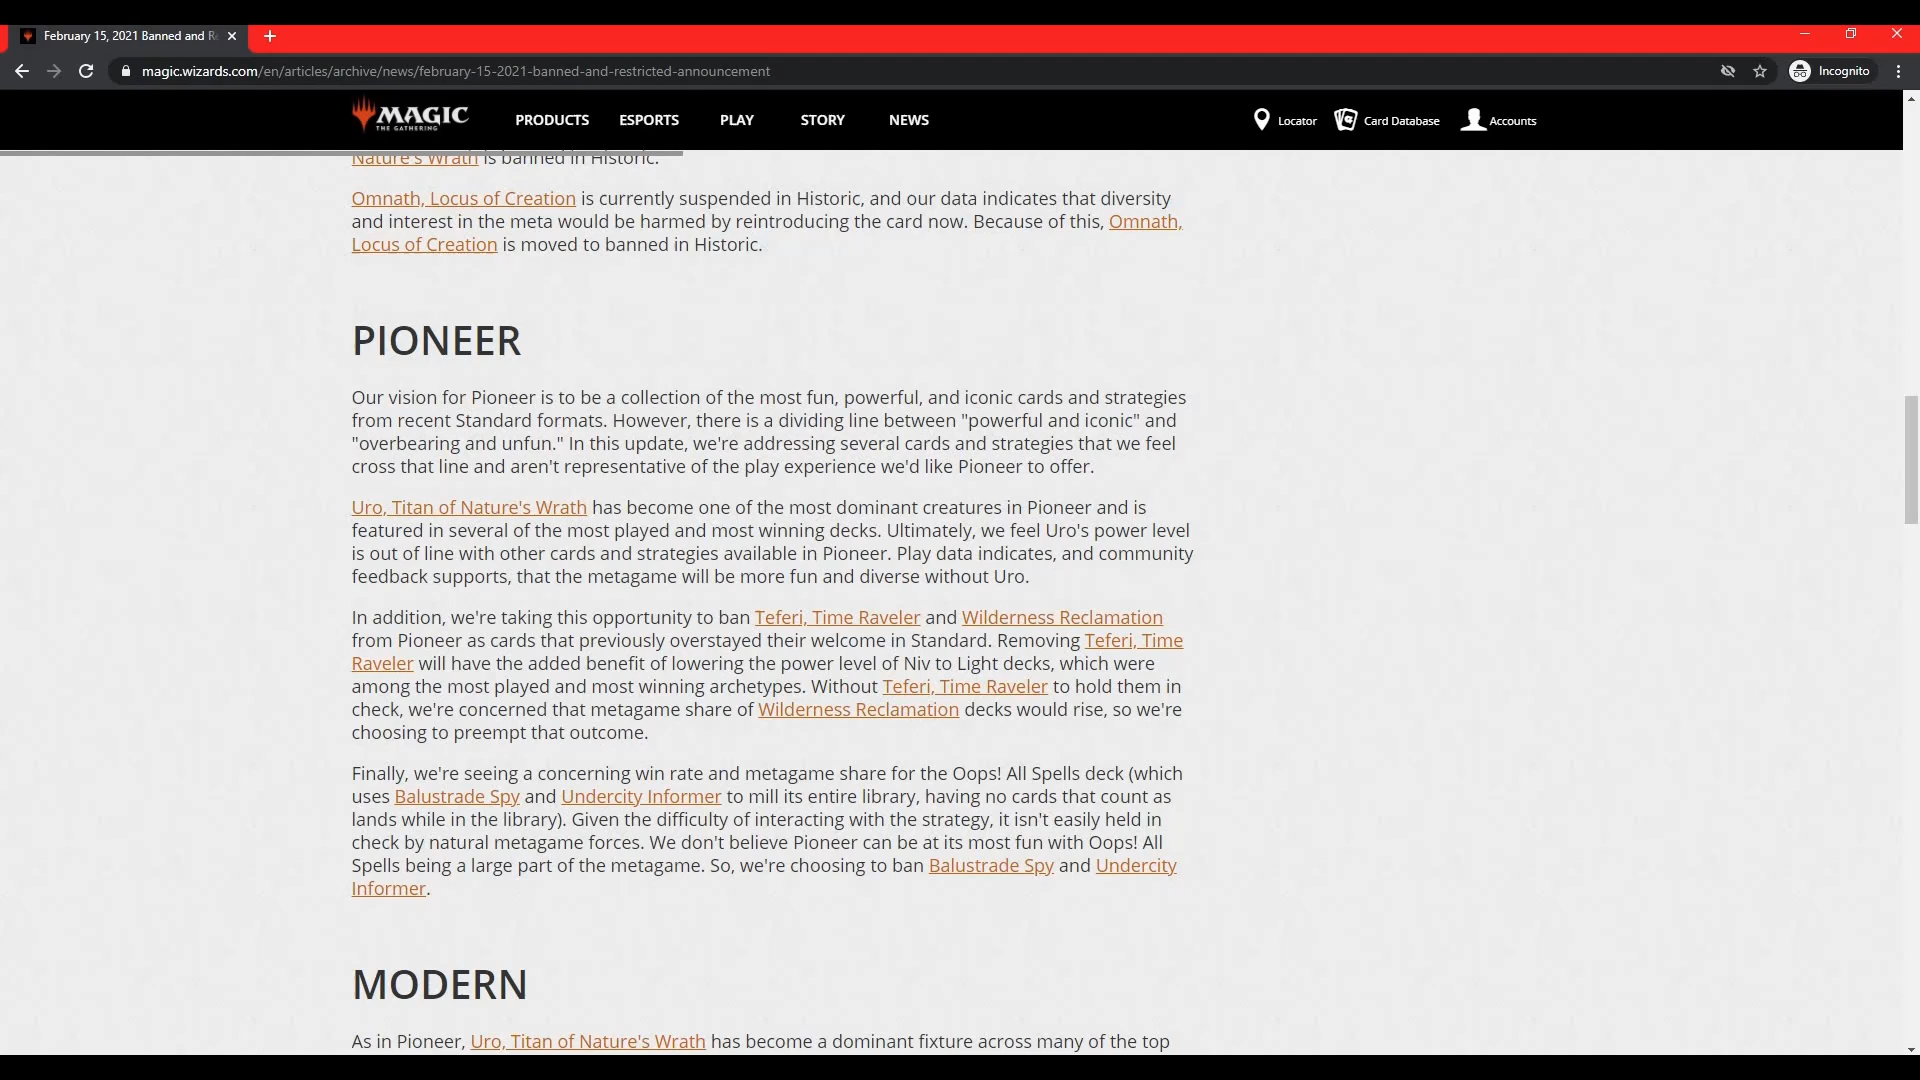 February 15, 2021 Banned and R
magic.wizards.com/en/articles/archive/news/february-15-2021-banned-and-restricted-announcement
Incognito
MAGIC
THE GATHERING
PRODUCTS
ESPORTS
PLAY
STORY
NEWS
Locator
Card Database
Accounts
Nature's Wrath is banned in Historic.
Omnath, Locus of Creation is currently suspended in Historic, and our data indicates that diversity
and interest in the meta would be harmed by reintroducing the card now. Because of this, Omnath,
Locus of Creation is moved to banned in Historic.
PIONEER
Our vision for Pioneer is to be a collection of the most fun, powerful, and iconic cards and strategies
from recent Standard formats. However, there is a dividing line between "powerful and iconic" and
"overbearing and unfun." In this update, we're addressing several cards and strategies that we feel
cross that line and aren't representative of the play experience we'd like Pioneer to offer.
Uro, Titan of Nature's Wrath has become one of the most dominant creatures in Pioneer and is
featured in several of the most played and most winning decks. Ultimately, we feel Uro's power level
is out of line with other cards and strategies available in Pioneer. Play data indicates, and community
feedback supports, that the metagame will be more fun and diverse without Uro.
In addition, we're taking this opportunity to ban Teferi, Time Raveler and Wilderness Reclamation
from Pioneer as cards that previously overstayed their welcome in Standard. Removing Teferi, Time
Raveler will have the added benefit of lowering the power level of Niv to Light decks, which were
among the most played and most winning archetypes. Without Teferi, Time Raveler to hold them in
check, we're concerned that metagame share of Wilderness Reclamation decks would rise, so we're
choosing to preempt that outcome.
Finally, we're seeing a concerning win rate and metagame share for the Oops! All Spells deck (which
uses Balustrade Spy and Undercity Informer to mill its entire library, having no cards that count as
lands while in the library). Given the difficulty of interacting with the strategy, it isn't easily held in
check by natural metagame forces. We don't believe Pioneer can be at its most fun with Oops! All
Spells being a large part of the metagame. So, we're choosing to ban Balustrade Spy and Undercity
Informer.
MODERN
As in Pioneer, Uro, Titan of Nature's Wrath has become a dominant fixture across many of the top